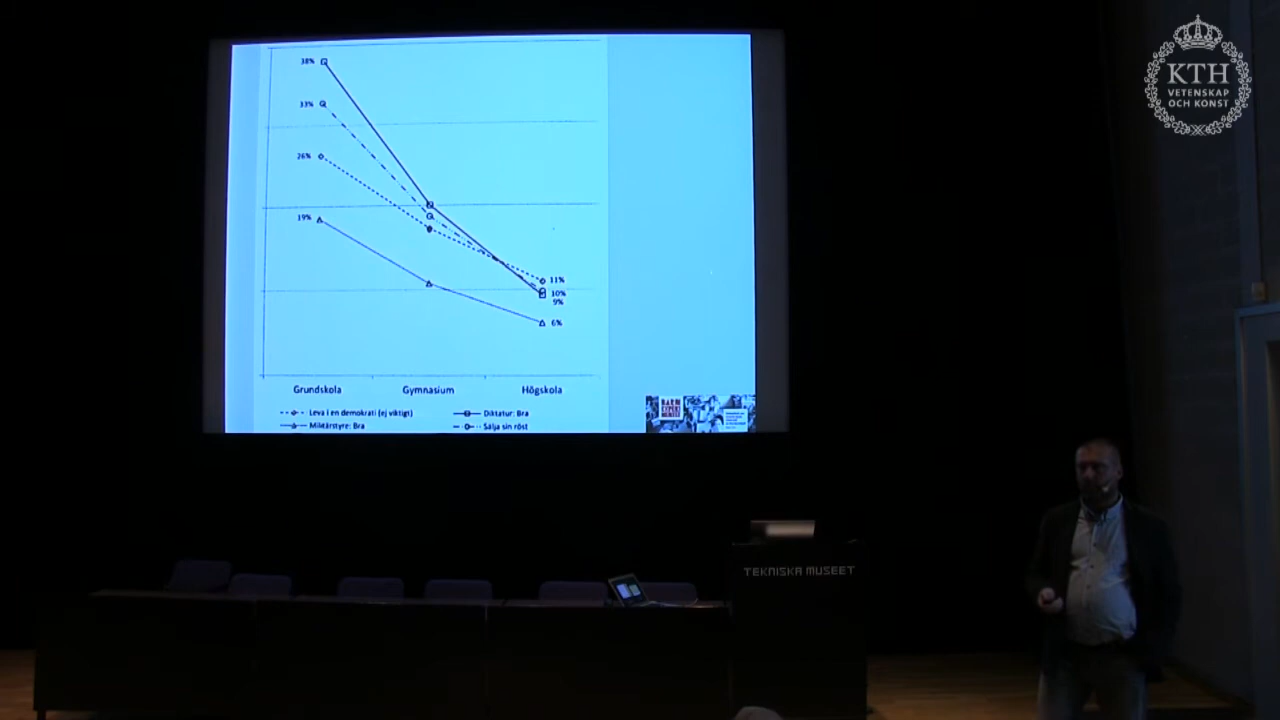 38%
33%
26%
19%
11%
10%
9%
6%
Grundskola Gymnasium Högskola
Leva i en demokrati (ej viktigt) Diktatur: Bra
Militärstyre: Bra Sälja sin röst
KTH
VETENSKAP
OCH KONST
TEKNISKA MUSEET